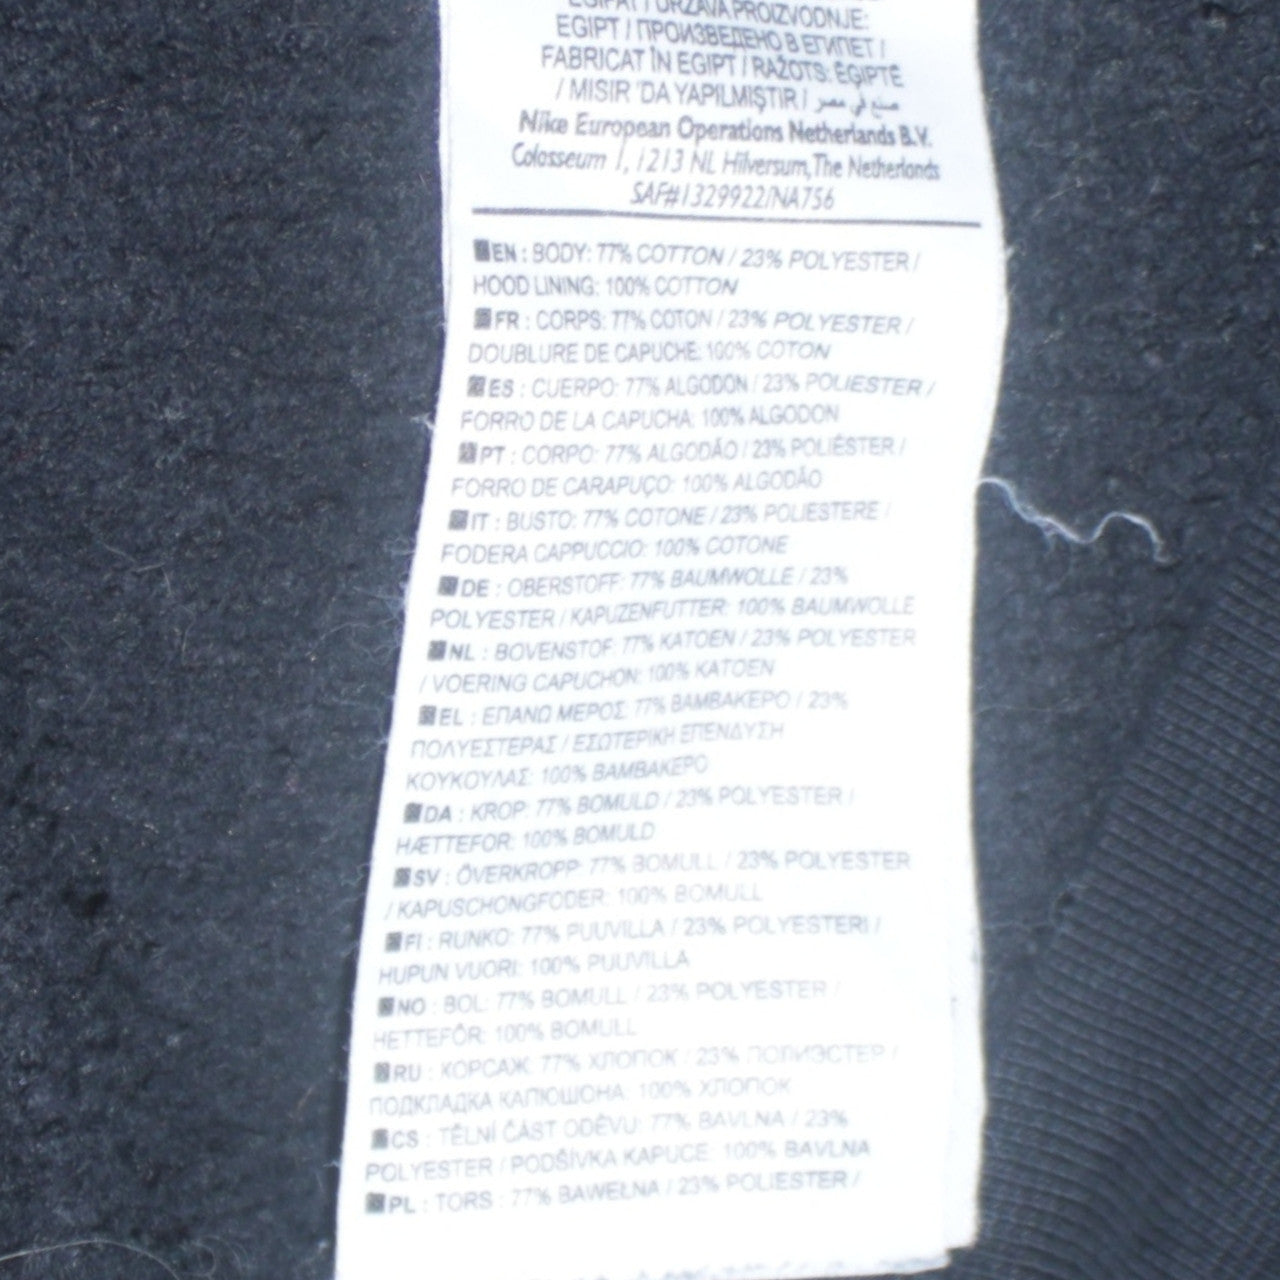 EGIPAT / DRZAVA PROIZVODNJE:
EGIPT / ПРОИЗВЕДЕНО В ЕГИПЕТ /
FABRICAT ÎN EGIPT / RAŽOTS: ĒĢIPTĒ
/ MISIR 'DA YAPILMIŞTIR / صنع في مصر
Nike European Operations Netherlands B.V.
Colosseum 1, 1213 NL Hilversum, The Netherlands
SAF#1329922/NA756
EN : BODY: 77% COTTON / 23% POLYESTER /
HOOD LINING: 100% COTTON
FR : CORPS: 77% COTON / 23% POLYESTER /
DOUBLURE DE CAPUCHE: 100% COTON
ES : CUERPO: 77% ALGODON / 23% POLIESTER /
FORRO DE LA CAPUCHA: 100% ALGODON
PT : CORPO: 77% ALGODÃO / 23% POLIÉSTER /
FORRO DE CARAPUÇO: 100% ALGODÃO
IT : BUSTO: 77% COTONE / 23% POLIESTERE /
FODERA CAPPUCCIO: 100% COTONE
DE : OBERSTOFF: 77% BAUMWOLLE / 23%
POLYESTER / KAPUZENFUTTER: 100% BAUMWOLLE
NL : BOVENSTOF: 77% KATOEN / 23% POLYESTER
/ VOERING CAPUCHON: 100% KATOEN
EL : ΕΠΑΝΩ ΜΕΡΟΣ: 77% ΒΑΜΒΑΚΕΡΟ / 23%
ΠΟΛΥΕΣΤΕΡΑΣ / ΕΣΩΤΕΡΙΚΗ ΕΠΕΝΔΥΣΗ
ΚΟΥΚΟΥΛΑΣ: 100% ΒΑΜΒΑΚΕΡΟ
DA : KROP: 77% BOMULD / 23% POLYESTER /
HÆTTEFOR: 100% BOMULD
SV : ÖVERKROPP: 77% BOMULL / 23% POLYESTER
/ KAPUSCHONGFODER: 100% BOMULL
FI : RUNKO: 77% PUUVILLA / 23% POLYESTERI /
HUPUN VUORI: 100% PUUVILLA
NO : BOL: 77% BOMULL / 23% POLYESTER /
HETTEFÔR: 100% BOMULL
RU : КОРСАЖ: 77% ХЛОПОК / 23% ПОЛИЭСТЕР /
ПОДКЛАДКА КАПЮШОНА: 100% ХЛОПОК
CS : TĚLNÍ ČÁST ODĚVU: 77% BAVLNA / 23%
POLYESTER / PODŠÍVKA KAPUCE: 100% BAVLNA
PL : TORS : 77% BAWEŁNA / 23% POLIESTER /